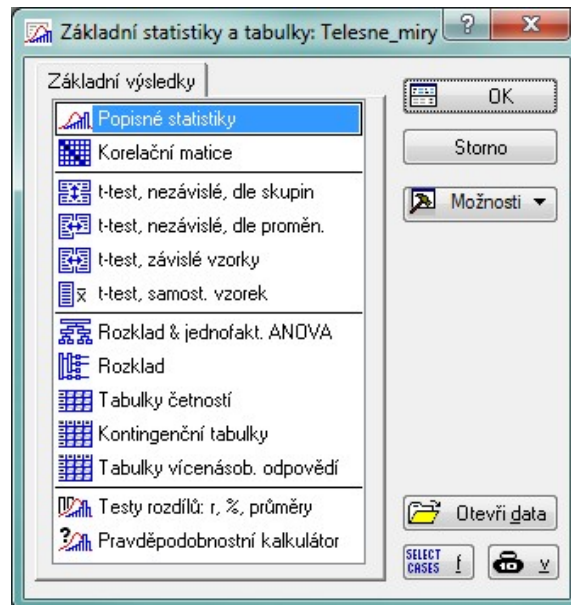 Základní statistiky a tabulky: Telesne_miry
Základní výsledky
Popisné statistiky
Korelační matice
t-test, nezávislé, dle skupin
t-test, nezávislé, dle proměn.
t-test, závislé vzorky
t-test, samost. vzorek
Rozklad & jednofakt. ANOVA
Rozklad
Tabulky četností
Kontingenční tabulky
Tabulky vícenásob. odpovědí
Testy rozdílů: r, %, průměry
Pravděpodobnostní kalkulátor
OK
Storno
Možnosti
Otevři data
SELECT
CASES f v